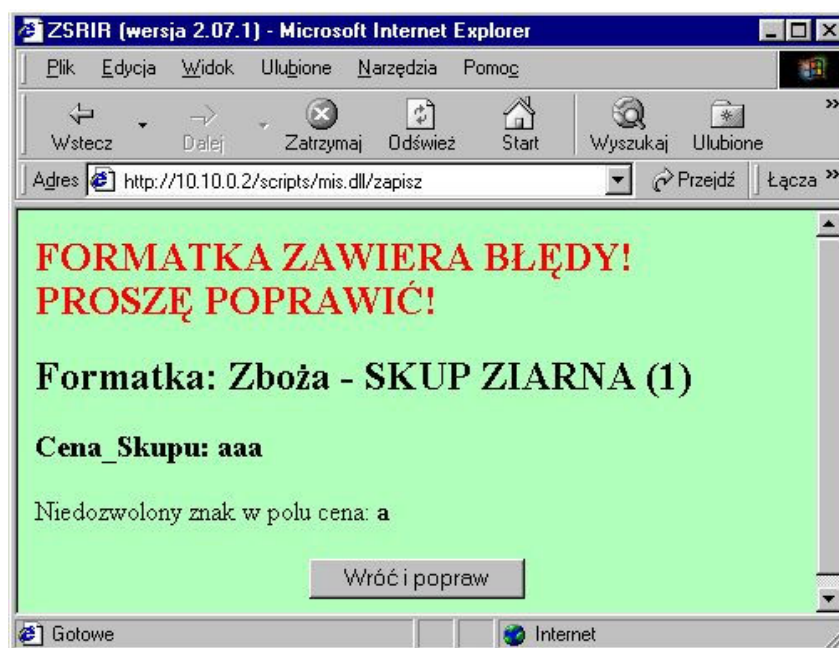 ZSRIR (wersja 2.07.1) - Microsoft Internet Explorer
Plik Edycja Widok Ulubione Narzędzia Pomoc
»
Wstecz Dalej Zatrzymaj Odśwież Start Wyszukaj Ulubione
Adres http://10.10.0.2/scripts/mis.dll/zapisz Przejdź Łącza »
FORMATKA ZAWIERA BŁĘDY!
PROSZĘ POPRAWIĆ!
Formatka: Zboża - SKUP ZIARNA (1)
Cena_Skupu: aaa
Niedozwolony znak w polu cena: a
Wróć i popraw
Gotowe Internet